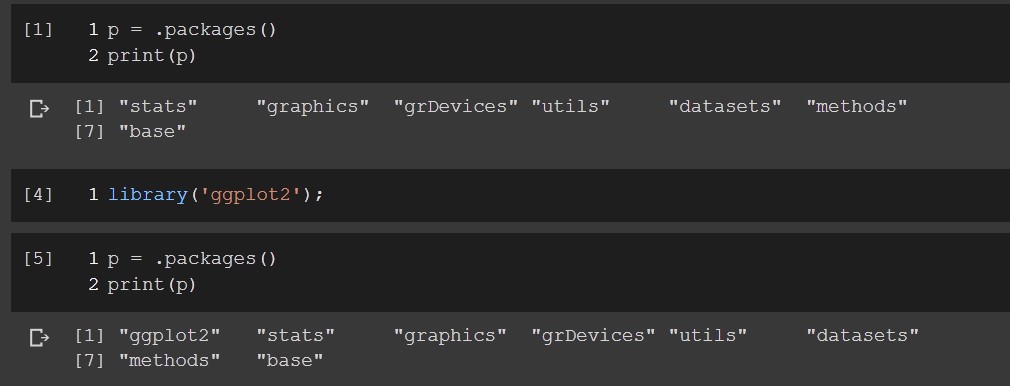 [1] 1 p = .packages()
2 print(p)
[1] "stats" "graphics" "grDevices" "utils" "datasets" "methods"
[7] "base"
[4] 1 library('ggplot2');
[5] 1 p = .packages()
2 print(p)
[1] "ggplot2" "stats" "graphics" "grDevices" "utils" "datasets"
[7] "methods" "base"